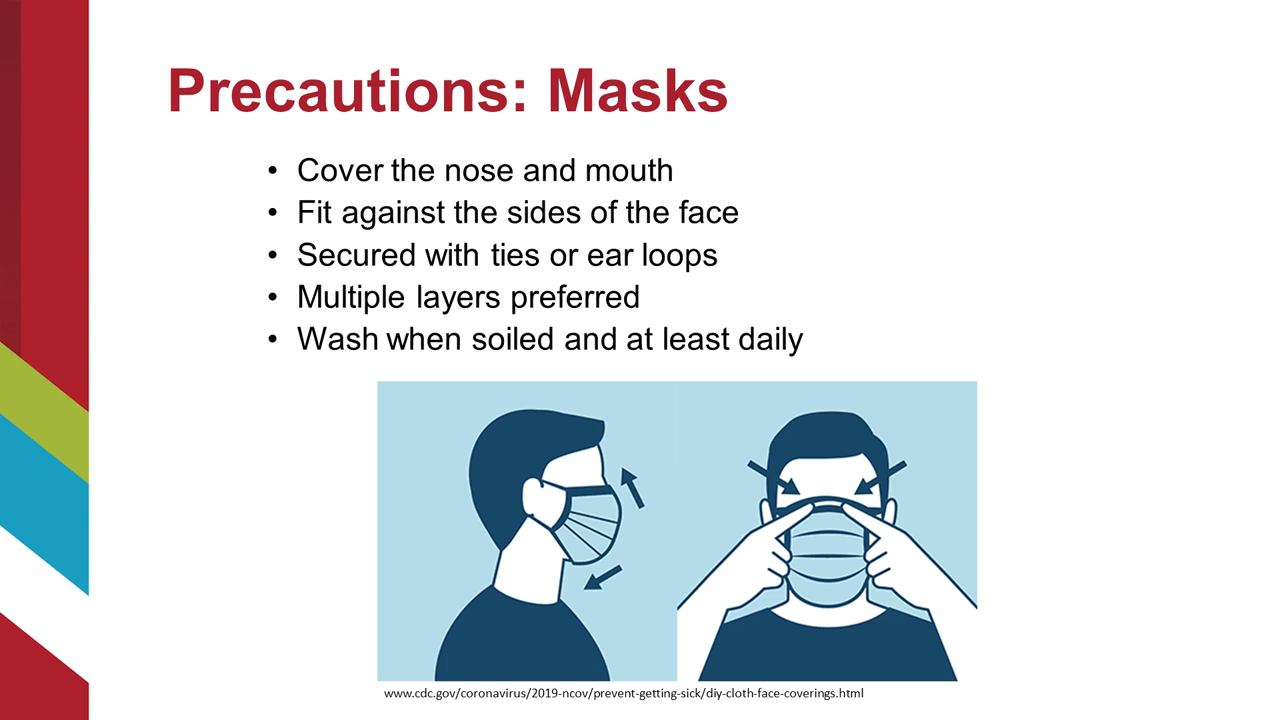 Precautions: Masks
• Cover the nose and mouth
• Fit against the sides of the face
• Secured with ties or ear loops
• Multiple layers preferred
• Wash when soiled and at least daily
www.cdc.gov/coronavirus/2019-ncov/prevent-getting-sick/diy-cloth-face-coverings.html